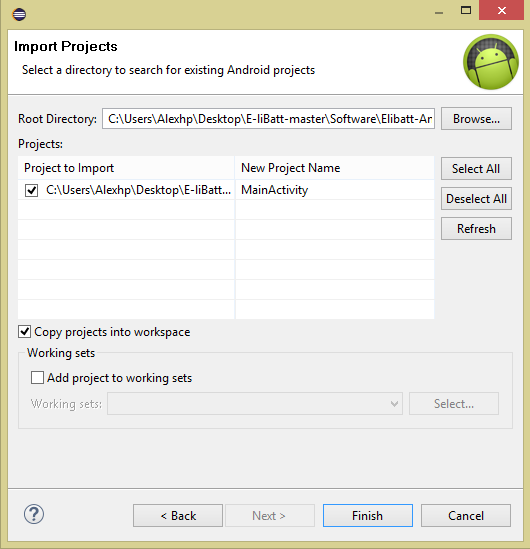 Import Projects
Select a directory to search for existing Android projects
Root Directory: C:\Users\Alexhp\Desktop\E-liBatt-master\Software\Elibatt-Ar Browse...
Projects:
Project to Import New Project Name Select All
C:\Users\Alexhp\Desktop\E-liBatt... MainActivity Deselect All
Refresh
Copy projects into workspace
Working sets
Add project to working sets
Working sets: Select...
? < Back Next > Finish Cancel